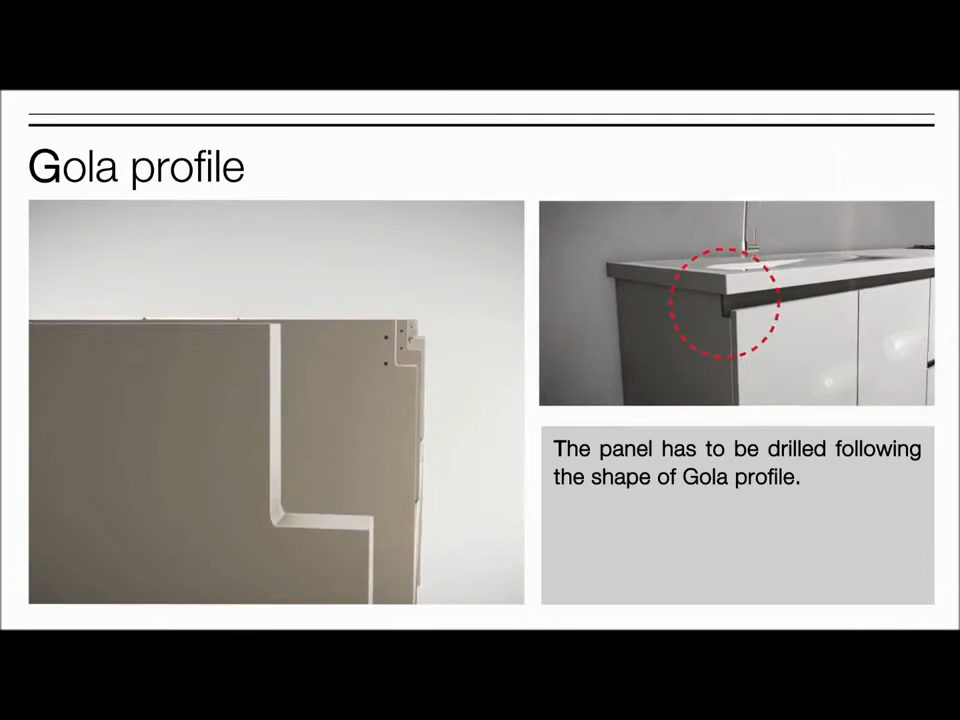 Gola profile
The panel has to be drilled following
the shape of Gola profile.